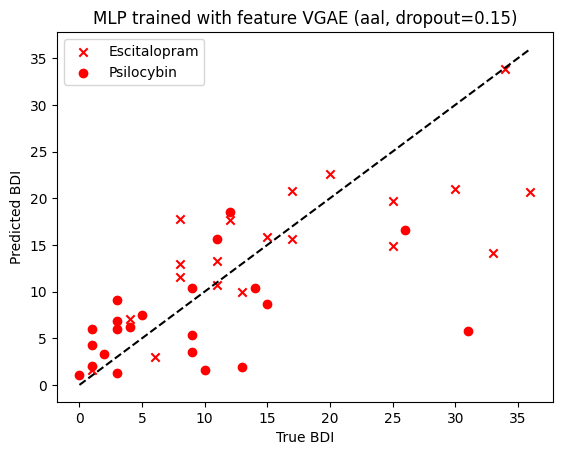 MLP trained with feature VGAE (aal, dropout=0.15)
Escitalopram
Psilocybin
35
30
25
20
15
10
5
0
Predicted BDI
0 5 10 15 20 25 30 35
True BDI